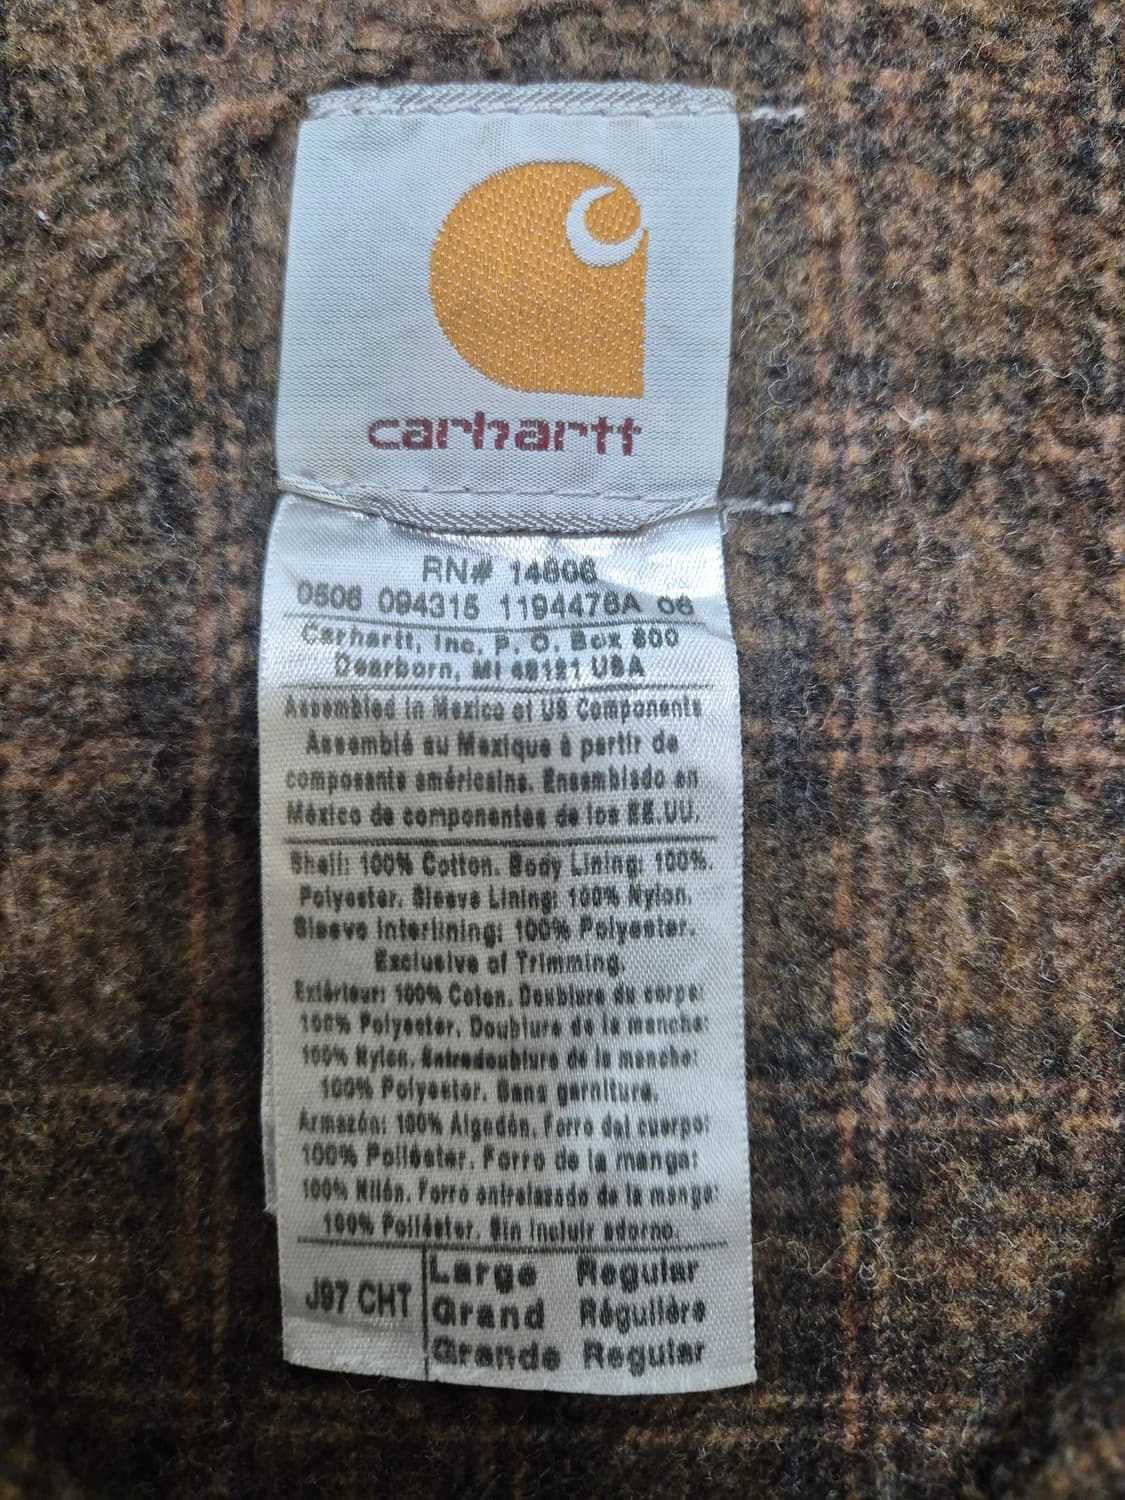 carhartt
RN# 14806
0506 094315 1194476A 06
Carhartt, Inc. P. O. Box 600
Dearborn, MI 48121 USA
Assembled in Mexico of US Components
Assemblé au Mexique à partir de
composants américains. Ensamblado en
México de componentes de los EE.UU.
Shell: 100% Cotton. Body Lining: 100%.
Polyester. Sleeve Lining: 100% Nylon.
Sleeve Interlining: 100% Polyester.
Exclusive of Trimming.
Extérieur: 100% Coton. Doublure du corps:
100% Polyester. Doublure de la manche:
100% Nylon. Entredoublure de la manche:
100% Polyester. Sans garniture.
Armazón: 100% Algodón. Forro del cuerpo:
100% Poliéster. Forro de la manga:
100% Nilón. Forro entrelazado de la manga:
100% Poliéster. Sin incluir adorno.
J97 CHT
Large Regular
Grand Régulière
Grande Regular